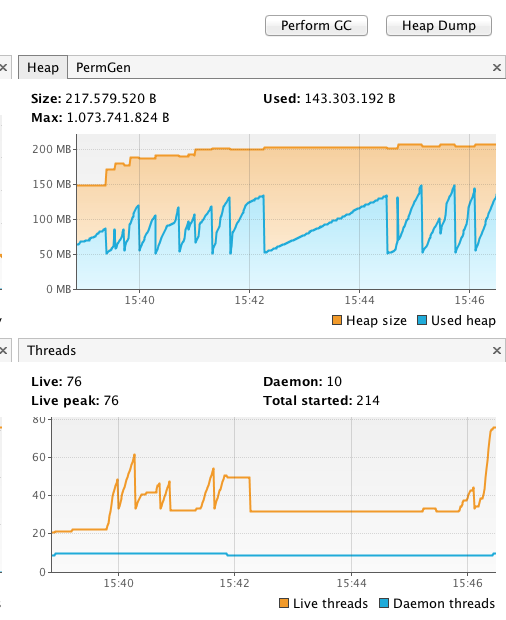 Perform GC Heap Dump
Heap PermGen
Size: 217.579.520 B Used: 143.303.192 B
Max: 1.073.741.824 B
200 MB
150 MB
100 MB
50 MB
0 MB
15:40 15:42 15:44 15:46
Heap size Used heap
Threads
Live: 76 Daemon: 10
Live peak: 76 Total started: 214
80
60
40
20
0
15:40 15:42 15:44 15:46
Live threads Daemon threads